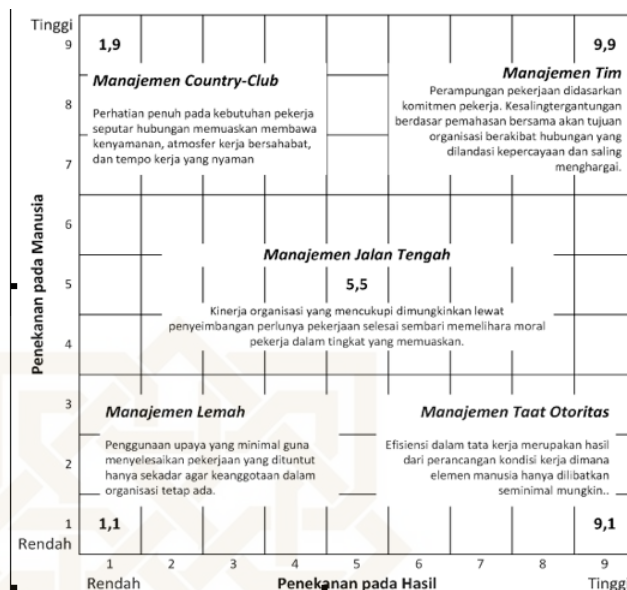 Tinggi
9
1,9
9,9
Manajemen Country-Club
Perhatian penuh pada kebutuhan pekerja
seputar hubungan memuaskan membawa
kenyamanan, atmosfer kerja bersahabat,
dan tempo kerja yang nyaman
Manajemen Tim
Perampungan pekerjaan didasarkan
komitmen pekerja. Kesalingtergantungan
berdasar pemahasan bersama akan tujuan
organisasi berakibat hubungan yang
dilandasi kepercayaan dan saling
menghargai.
8
7
6
Penekanan pada Manusia
Manajemen Jalan Tengah
5
5,5
Kinerja organisasi yang mencukupi dimungkinkan lewat
penyeimbangan perlunya pekerjaan selesai sembari memelihara moral
pekerja dalam tingkat yang memuaskan.
4
3
Manajemen Lemah
Penggunaan upaya yang minimal guna
menyelesaikan pekerjaan yang dituntut
hanya sekadar agar keanggotaan dalam
organisasi tetap ada.
Manajemen Taat Otoritas
Efisiensi dalam tata kerja merupakan hasil
dari perancangan kondisi kerja dimana
elemen manusia hanya dilibatkan
seminimal mungkin..
2
1
1,1
9,1
Rendah
1 2 3 4 5 6 7 8 9
Rendah Penekanan pada Hasil Tinggi